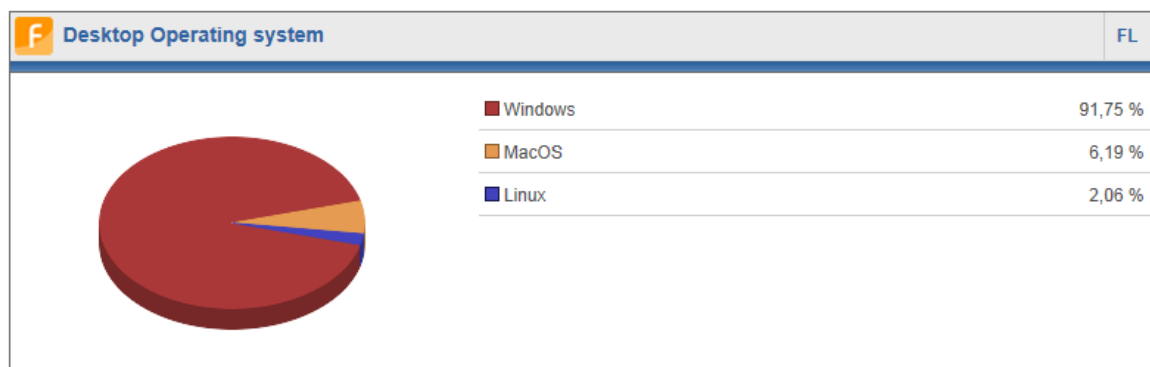 F Desktop Operating system FL
Windows 91,75 %
MacOS 6,19 %
Linux 2,06 %